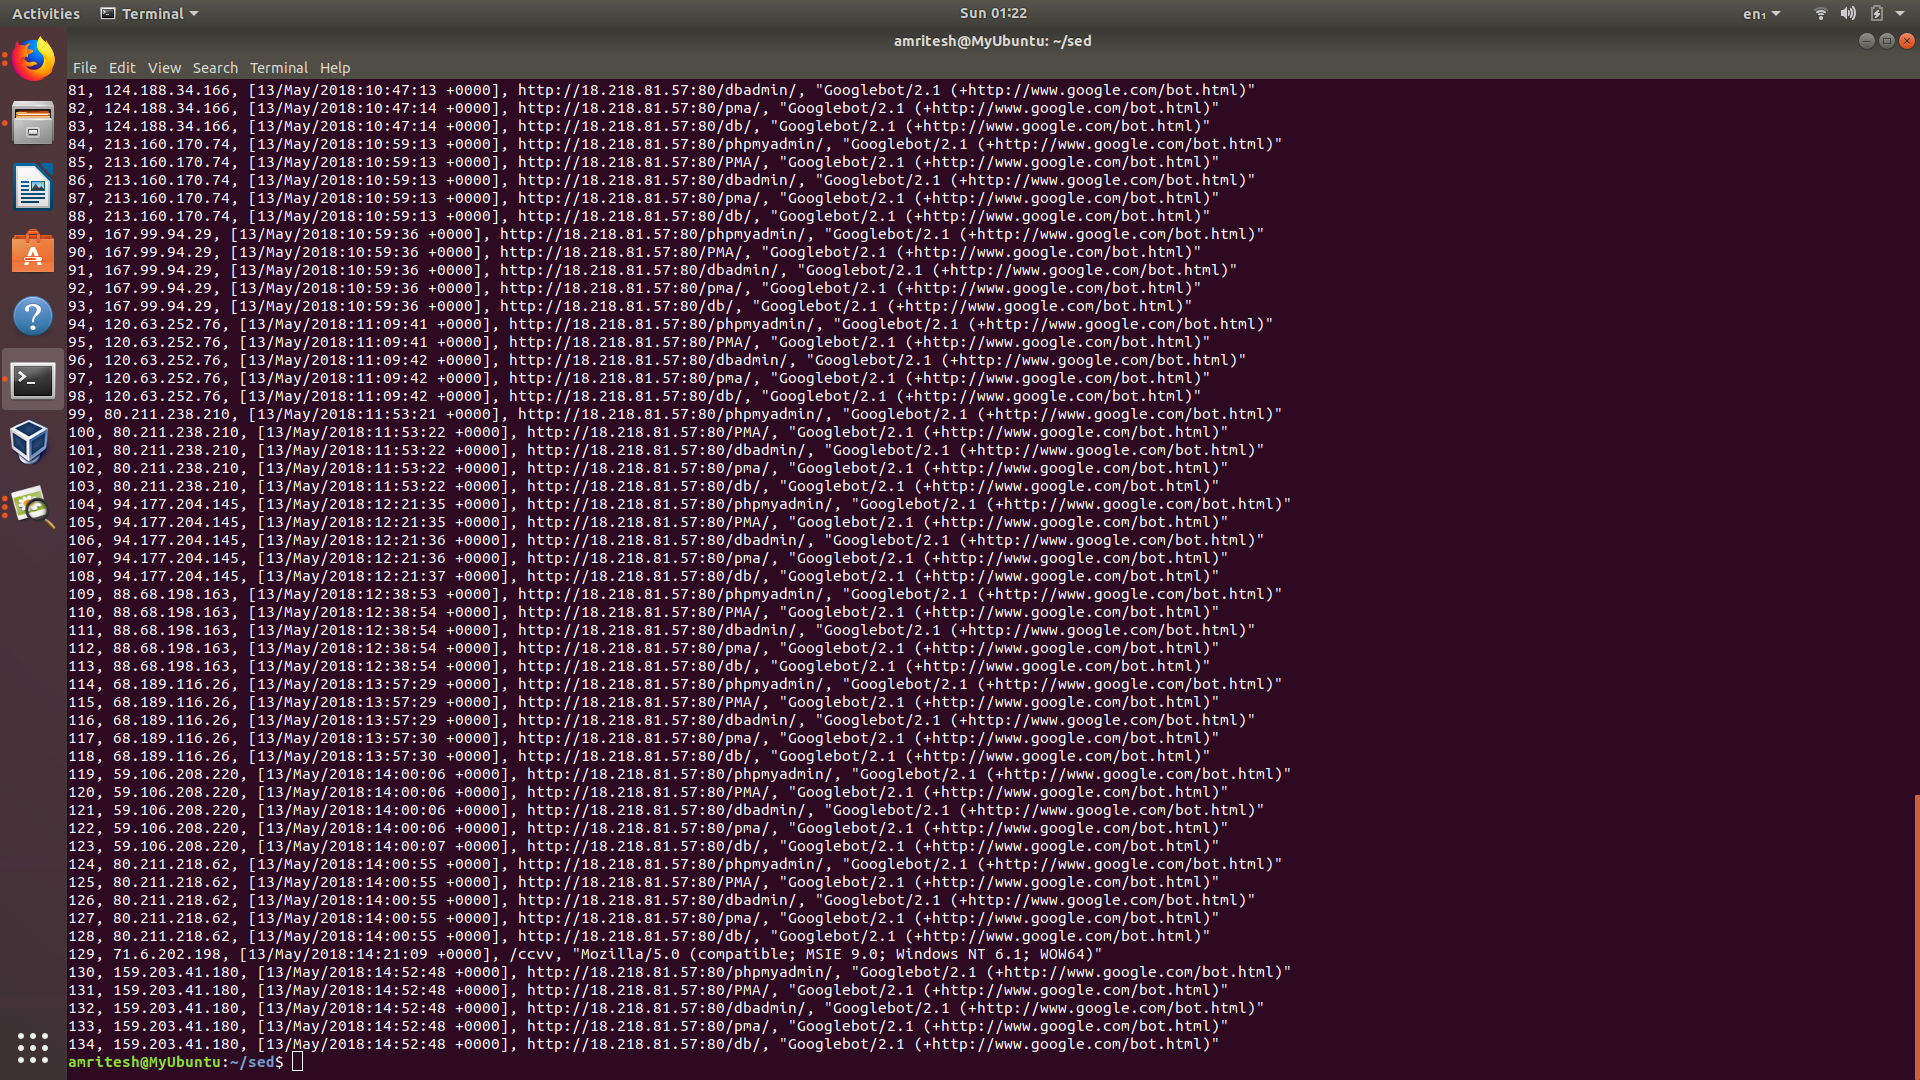 Activities Terminal Sun 01:22 en₁
amritesh@MyUbuntu: ~/sed
File Edit View Search Terminal Help
81, 124.188.34.166, [13/May/2018:10:47:13 +0000], http://18.218.81.57:80/dbadmin/, "Googlebot/2.1 (+http://www.google.com/bot.html)"
82, 124.188.34.166, [13/May/2018:10:47:14 +0000], http://18.218.81.57:80/pma/, "Googlebot/2.1 (+http://www.google.com/bot.html)"
83, 124.188.34.166, [13/May/2018:10:47:14 +0000], http://18.218.81.57:80/db/, "Googlebot/2.1 (+http://www.google.com/bot.html)"
84, 213.160.170.74, [13/May/2018:10:59:13 +0000], http://18.218.81.57:80/phpmyadmin/, "Googlebot/2.1 (+http://www.google.com/bot.html)"
85, 213.160.170.74, [13/May/2018:10:59:13 +0000], http://18.218.81.57:80/PMA/, "Googlebot/2.1 (+http://www.google.com/bot.html)"
86, 213.160.170.74, [13/May/2018:10:59:13 +0000], http://18.218.81.57:80/dbadmin/, "Googlebot/2.1 (+http://www.google.com/bot.html)"
87, 213.160.170.74, [13/May/2018:10:59:13 +0000], http://18.218.81.57:80/pma/, "Googlebot/2.1 (+http://www.google.com/bot.html)"
88, 213.160.170.74, [13/May/2018:10:59:13 +0000], http://18.218.81.57:80/db/, "Googlebot/2.1 (+http://www.google.com/bot.html)"
89, 167.99.94.29, [13/May/2018:10:59:36 +0000], http://18.218.81.57:80/phpmyadmin/, "Googlebot/2.1 (+http://www.google.com/bot.html)"
90, 167.99.94.29, [13/May/2018:10:59:36 +0000], http://18.218.81.57:80/PMA/, "Googlebot/2.1 (+http://www.google.com/bot.html)"
91, 167.99.94.29, [13/May/2018:10:59:36 +0000], http://18.218.81.57:80/dbadmin/, "Googlebot/2.1 (+http://www.google.com/bot.html)"
92, 167.99.94.29, [13/May/2018:10:59:36 +0000], http://18.218.81.57:80/pma/, "Googlebot/2.1 (+http://www.google.com/bot.html)"
93, 167.99.94.29, [13/May/2018:10:59:36 +0000], http://18.218.81.57:80/db/, "Googlebot/2.1 (+http://www.google.com/bot.html)"
94, 120.63.252.76, [13/May/2018:11:09:41 +0000], http://18.218.81.57:80/phpmyadmin/, "Googlebot/2.1 (+http://www.google.com/bot.html)"
95, 120.63.252.76, [13/May/2018:11:09:41 +0000], http://18.218.81.57:80/PMA/, "Googlebot/2.1 (+http://www.google.com/bot.html)"
96, 120.63.252.76, [13/May/2018:11:09:42 +0000], http://18.218.81.57:80/dbadmin/, "Googlebot/2.1 (+http://www.google.com/bot.html)"
97, 120.63.252.76, [13/May/2018:11:09:42 +0000], http://18.218.81.57:80/pma/, "Googlebot/2.1 (+http://www.google.com/bot.html)"
98, 120.63.252.76, [13/May/2018:11:09:42 +0000], http://18.218.81.57:80/db/, "Googlebot/2.1 (+http://www.google.com/bot.html)"
99, 80.211.238.210, [13/May/2018:11:53:21 +0000], http://18.218.81.57:80/phpmyadmin/, "Googlebot/2.1 (+http://www.google.com/bot.html)"
100, 80.211.238.210, [13/May/2018:11:53:22 +0000], http://18.218.81.57:80/PMA/, "Googlebot/2.1 (+http://www.google.com/bot.html)"
101, 80.211.238.210, [13/May/2018:11:53:22 +0000], http://18.218.81.57:80/dbadmin/, "Googlebot/2.1 (+http://www.google.com/bot.html)"
102, 80.211.238.210, [13/May/2018:11:53:22 +0000], http://18.218.81.57:80/pma/, "Googlebot/2.1 (+http://www.google.com/bot.html)"
103, 80.211.238.210, [13/May/2018:11:53:22 +0000], http://18.218.81.57:80/db/, "Googlebot/2.1 (+http://www.google.com/bot.html)"
104, 94.177.204.145, [13/May/2018:12:21:35 +0000], http://18.218.81.57:80/phpmyadmin/, "Googlebot/2.1 (+http://www.google.com/bot.html)"
105, 94.177.204.145, [13/May/2018:12:21:35 +0000], http://18.218.81.57:80/PMA/, "Googlebot/2.1 (+http://www.google.com/bot.html)"
106, 94.177.204.145, [13/May/2018:12:21:36 +0000], http://18.218.81.57:80/dbadmin/, "Googlebot/2.1 (+http://www.google.com/bot.html)"
107, 94.177.204.145, [13/May/2018:12:21:36 +0000], http://18.218.81.57:80/pma/, "Googlebot/2.1 (+http://www.google.com/bot.html)"
108, 94.177.204.145, [13/May/2018:12:21:37 +0000], http://18.218.81.57:80/db/, "Googlebot/2.1 (+http://www.google.com/bot.html)"
109, 88.68.198.163, [13/May/2018:12:38:53 +0000], http://18.218.81.57:80/phpmyadmin/, "Googlebot/2.1 (+http://www.google.com/bot.html)"
110, 88.68.198.163, [13/May/2018:12:38:54 +0000], http://18.218.81.57:80/PMA/, "Googlebot/2.1 (+http://www.google.com/bot.html)"
111, 88.68.198.163, [13/May/2018:12:38:54 +0000], http://18.218.81.57:80/dbadmin/, "Googlebot/2.1 (+http://www.google.com/bot.html)"
112, 88.68.198.163, [13/May/2018:12:38:54 +0000], http://18.218.81.57:80/pma/, "Googlebot/2.1 (+http://www.google.com/bot.html)"
113, 88.68.198.163, [13/May/2018:12:38:54 +0000], http://18.218.81.57:80/db/, "Googlebot/2.1 (+http://www.google.com/bot.html)"
114, 68.189.116.26, [13/May/2018:13:57:29 +0000], http://18.218.81.57:80/phpmyadmin/, "Googlebot/2.1 (+http://www.google.com/bot.html)"
115, 68.189.116.26, [13/May/2018:13:57:29 +0000], http://18.218.81.57:80/PMA/, "Googlebot/2.1 (+http://www.google.com/bot.html)"
116, 68.189.116.26, [13/May/2018:13:57:29 +0000], http://18.218.81.57:80/dbadmin/, "Googlebot/2.1 (+http://www.google.com/bot.html)"
117, 68.189.116.26, [13/May/2018:13:57:30 +0000], http://18.218.81.57:80/pma/, "Googlebot/2.1 (+http://www.google.com/bot.html)"
118, 68.189.116.26, [13/May/2018:13:57:30 +0000], http://18.218.81.57:80/db/, "Googlebot/2.1 (+http://www.google.com/bot.html)"
119, 59.106.208.220, [13/May/2018:14:00:06 +0000], http://18.218.81.57:80/phpmyadmin/, "Googlebot/2.1 (+http://www.google.com/bot.html)"
120, 59.106.208.220, [13/May/2018:14:00:06 +0000], http://18.218.81.57:80/PMA/, "Googlebot/2.1 (+http://www.google.com/bot.html)"
121, 59.106.208.220, [13/May/2018:14:00:06 +0000], http://18.218.81.57:80/dbadmin/, "Googlebot/2.1 (+http://www.google.com/bot.html)"
122, 59.106.208.220, [13/May/2018:14:00:06 +0000], http://18.218.81.57:80/pma/, "Googlebot/2.1 (+http://www.google.com/bot.html)"
123, 59.106.208.220, [13/May/2018:14:00:07 +0000], http://18.218.81.57:80/db/, "Googlebot/2.1 (+http://www.google.com/bot.html)"
124, 80.211.218.62, [13/May/2018:14:00:55 +0000], http://18.218.81.57:80/phpmyadmin/, "Googlebot/2.1 (+http://www.google.com/bot.html)"
125, 80.211.218.62, [13/May/2018:14:00:55 +0000], http://18.218.81.57:80/PMA/, "Googlebot/2.1 (+http://www.google.com/bot.html)"
126, 80.211.218.62, [13/May/2018:14:00:55 +0000], http://18.218.81.57:80/dbadmin/, "Googlebot/2.1 (+http://www.google.com/bot.html)"
127, 80.211.218.62, [13/May/2018:14:00:55 +0000], http://18.218.81.57:80/pma/, "Googlebot/2.1 (+http://www.google.com/bot.html)"
128, 80.211.218.62, [13/May/2018:14:00:55 +0000], http://18.218.81.57:80/db/, "Googlebot/2.1 (+http://www.google.com/bot.html)"
129, 71.6.202.198, [13/May/2018:14:21:09 +0000], /ccvv, "Mozilla/5.0 (compatible; MSIE 9.0; Windows NT 6.1; WOW64)"
130, 159.203.41.180, [13/May/2018:14:52:48 +0000], http://18.218.81.57:80/phpmyadmin/, "Googlebot/2.1 (+http://www.google.com/bot.html)"
131, 159.203.41.180, [13/May/2018:14:52:48 +0000], http://18.218.81.57:80/PMA/, "Googlebot/2.1 (+http://www.google.com/bot.html)"
132, 159.203.41.180, [13/May/2018:14:52:48 +0000], http://18.218.81.57:80/dbadmin/, "Googlebot/2.1 (+http://www.google.com/bot.html)"
133, 159.203.41.180, [13/May/2018:14:52:48 +0000], http://18.218.81.57:80/pma/, "Googlebot/2.1 (+http://www.google.com/bot.html)"
134, 159.203.41.180, [13/May/2018:14:52:48 +0000], http://18.218.81.57:80/db/, "Googlebot/2.1 (+http://www.google.com/bot.html)"
amritesh@MyUbuntu:~/sed$